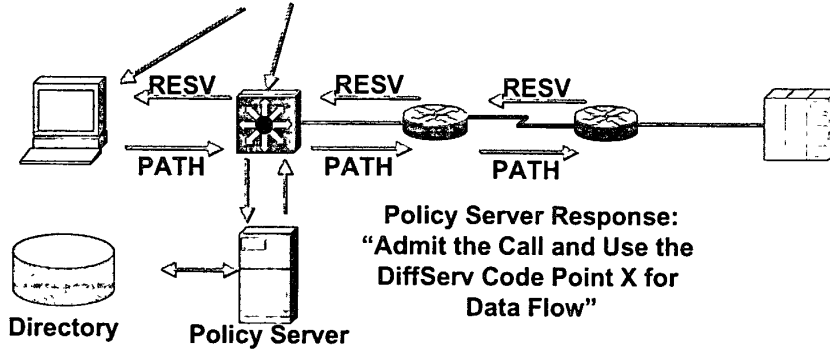 RESV
RESV
RESV
PATH
PATH
PATH
Policy Server Response:
“Admit the Call and Use the
DiffServ Code Point X for
Data Flow”
Directory
Policy Server